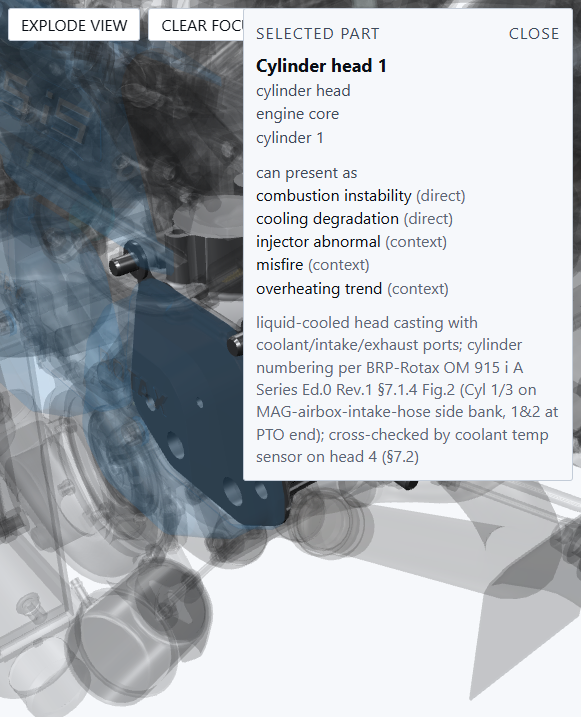 EXPLODE VIEW
CLEAR FOCU
SELECTED PART
CLOSE
Cylinder head 1
cylinder head
engine core
cylinder 1
can present as
combustion instability (direct)
cooling degradation (direct)
injector abnormal (context)
misfire (context)
overheating trend (context)
liquid-cooled head casting with
coolant/intake/exhaust ports; cylinder
numbering per BRP-Rotax OM 915 i A
Series Ed.0 Rev.1 §7.1.4 Fig.2 (Cyl 1/3 on
MAG-airbox-intake-hose side bank, 1&2 at
PTO end); cross-checked by coolant temp
sensor on head 4 (§7.2)